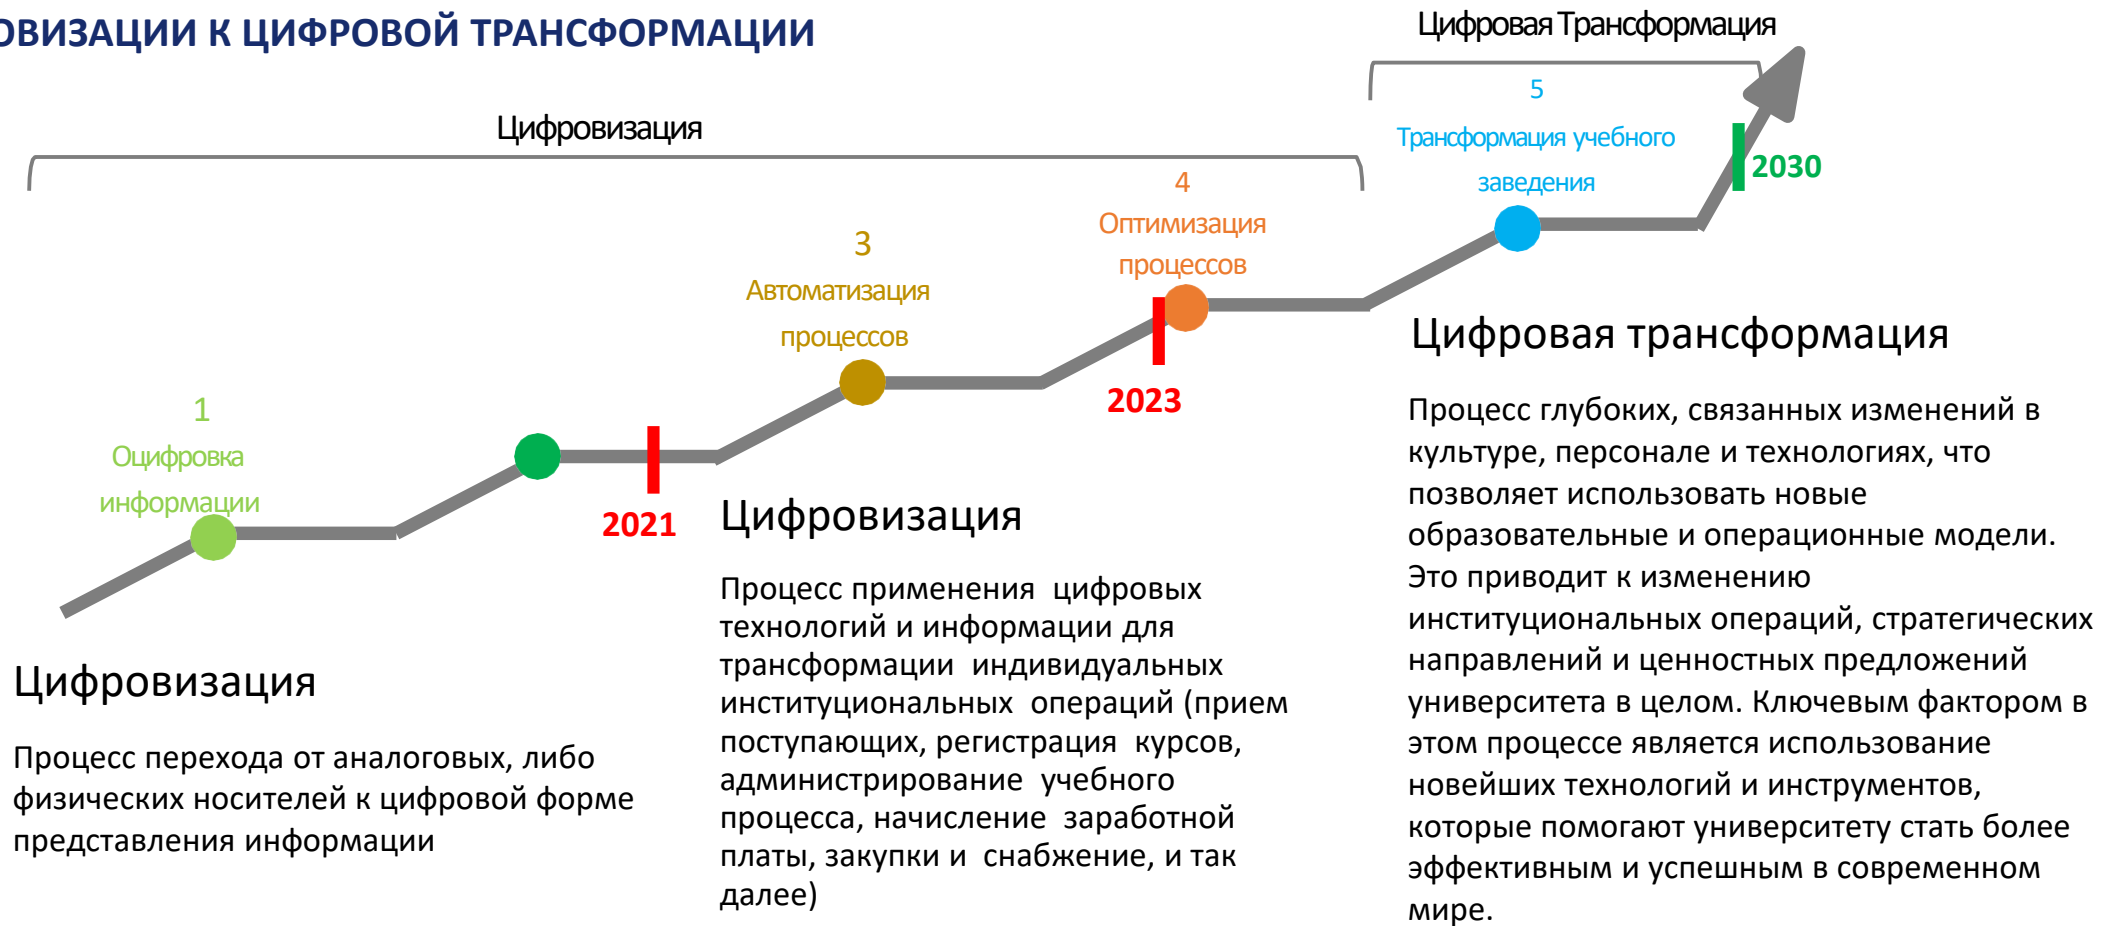 ОВИЗАЦИИ К ЦИФРОВОЙ ТРАНСФОРМАЦИИ
Цифровая Трансформация
Цифровизация
5
Трансформация учебного
заведения
2030
4
Оптимизация
процессов
3
Автоматизация
процессов
2023
1
Оцифровка
информации
2021
Цифровизация
Процесс перехода от аналоговых, либо
физических носителей к цифровой форме
представления информации
Цифровизация
Процесс применения цифровых
технологий и информации для
трансформации индивидуальных
институциональных операций (прием
поступающих, регистрация курсов,
администрирование учебного
процесса, начисление заработной
платы, закупки и снабжение, и так
далее)
Цифровая трансформация
Процесс глубоких, связанных изменений в
культуре, персонале и технологиях, что
позволяет использовать новые
образовательные и операционные модели.
Это приводит к изменению
институциональных операций, стратегических
направлений и ценностных предложений
университета в целом. Ключевым фактором в
этом процессе является использование
новейших технологий и инструментов,
которые помогают университету стать более
эффективным и успешным в современном
мире.